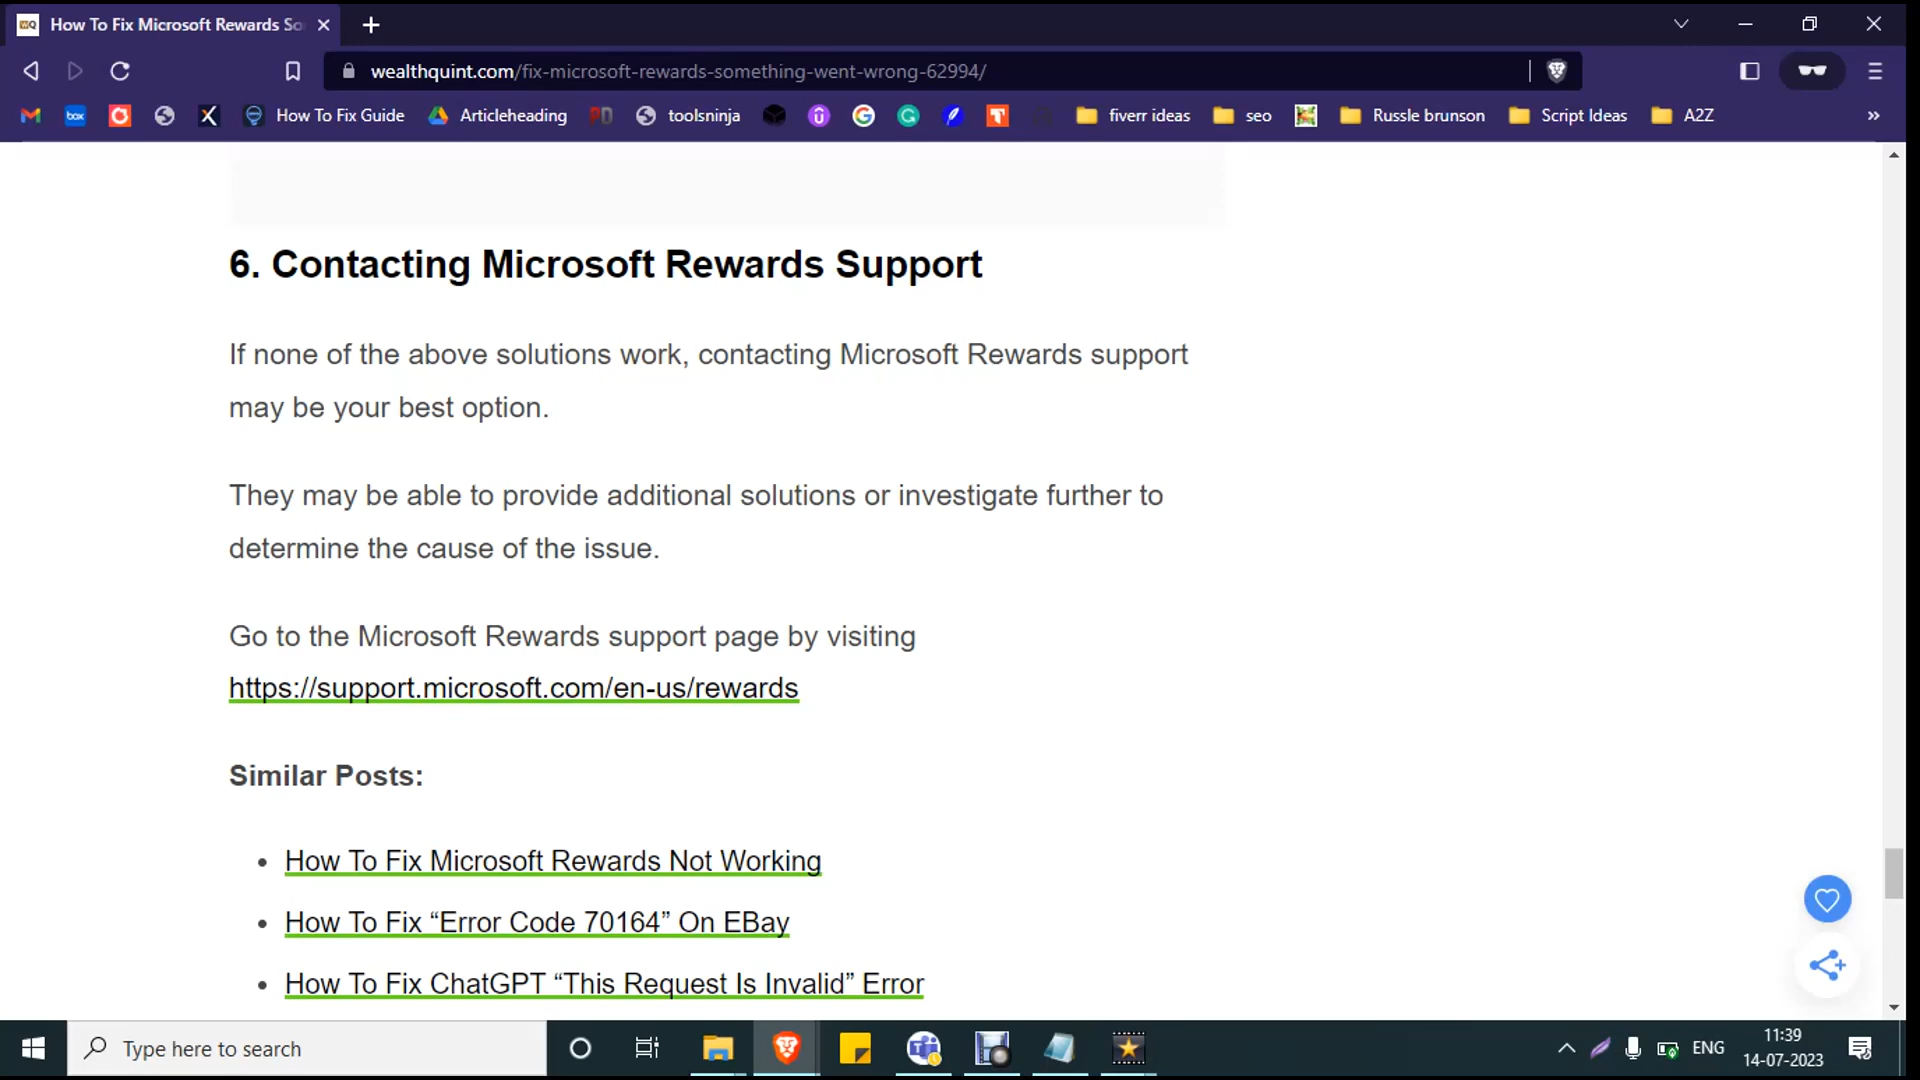 How To Fix Microsoft Rewards So
wealthquint.com/fix-microsoft-rewards-something-went-wrong-62994/
box
How To Fix Guide
Articleheading
toolsninja
fiverr ideas
seo
Russle brunson
Script Ideas
A2Z
6. Contacting Microsoft Rewards Support
If none of the above solutions work, contacting Microsoft Rewards support
may be your best option.
They may be able to provide additional solutions or investigate further to
determine the cause of the issue.
Go to the Microsoft Rewards support page by visiting
https://support.microsoft.com/en-us/rewards
Similar Posts:
How To Fix Microsoft Rewards Not Working
How To Fix “Error Code 70164” On EBay
How To Fix ChatGPT “This Request Is Invalid” Error
Type here to search
ENG
11:39
14-07-2023